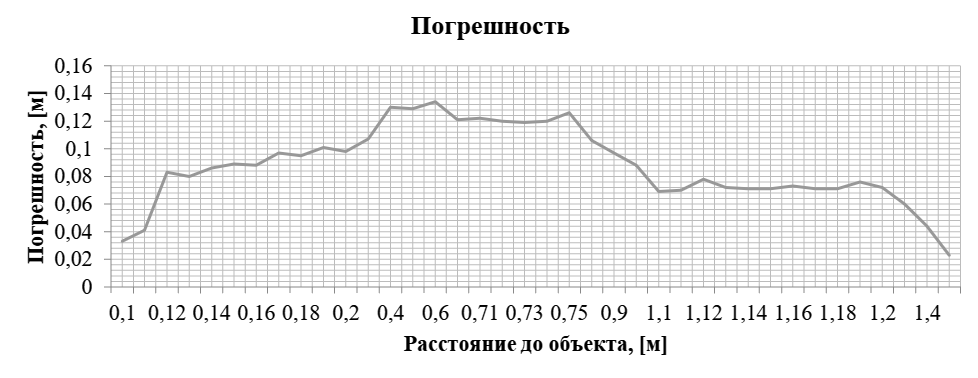 Погрешность
0,16
0,14
0,12
0,1
0,08
0,06
0,04
0,02
0
Погрешность, [м]
0,1 0,12 0,14 0,16 0,18 0,2 0,4 0,6 0,71 0,73 0,75 0,9 1,1 1,12 1,14 1,16 1,18 1,2 1,4
Расстояние до объекта, [м]